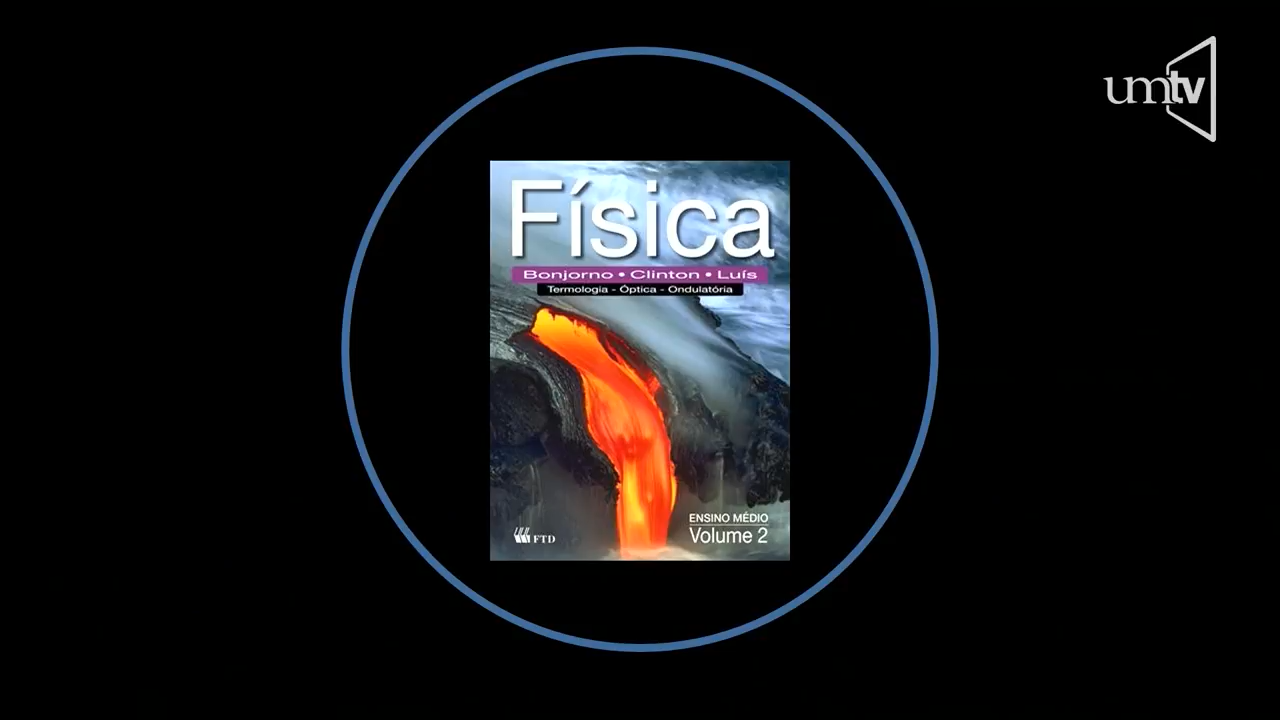 umtv
Física
Bonjorno • Clinton • Luís
Termologia - Óptica - Ondulatória
ENSINO MÉDIO
Volume 2
FTD